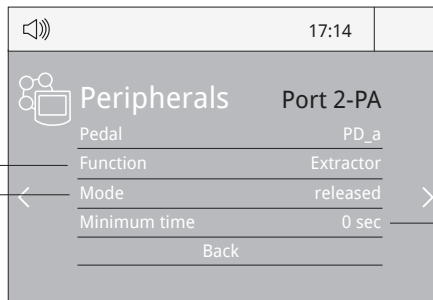 17:14
Peripherals Port 2-PA
Pedal PD_a
Function Extractor
Mode released
Minimum time 0 sec
Back